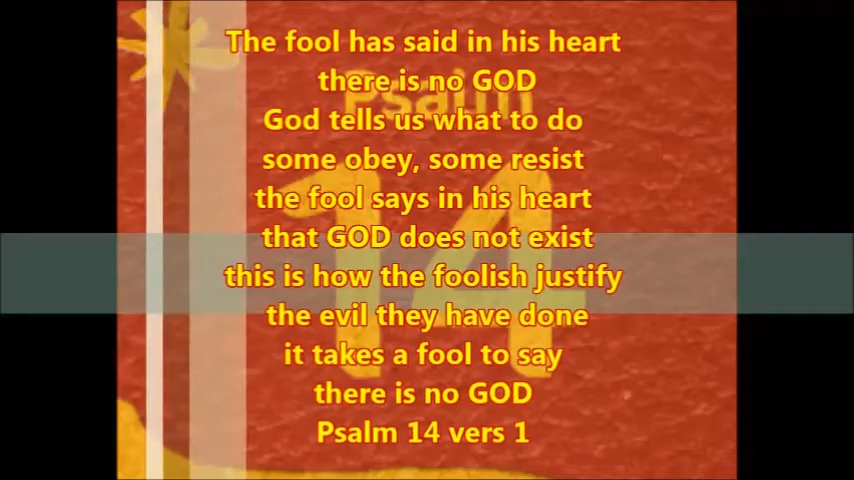 The fool has said in his heart
there is no GOD
God tells us what to do
some obey, some resist
the fool says in his heart
that GOD does not exist
this is how the foolish justify
the evil they have done
it takes a fool to say
there is no GOD
Psalm 14 vers 1
Psalm
14